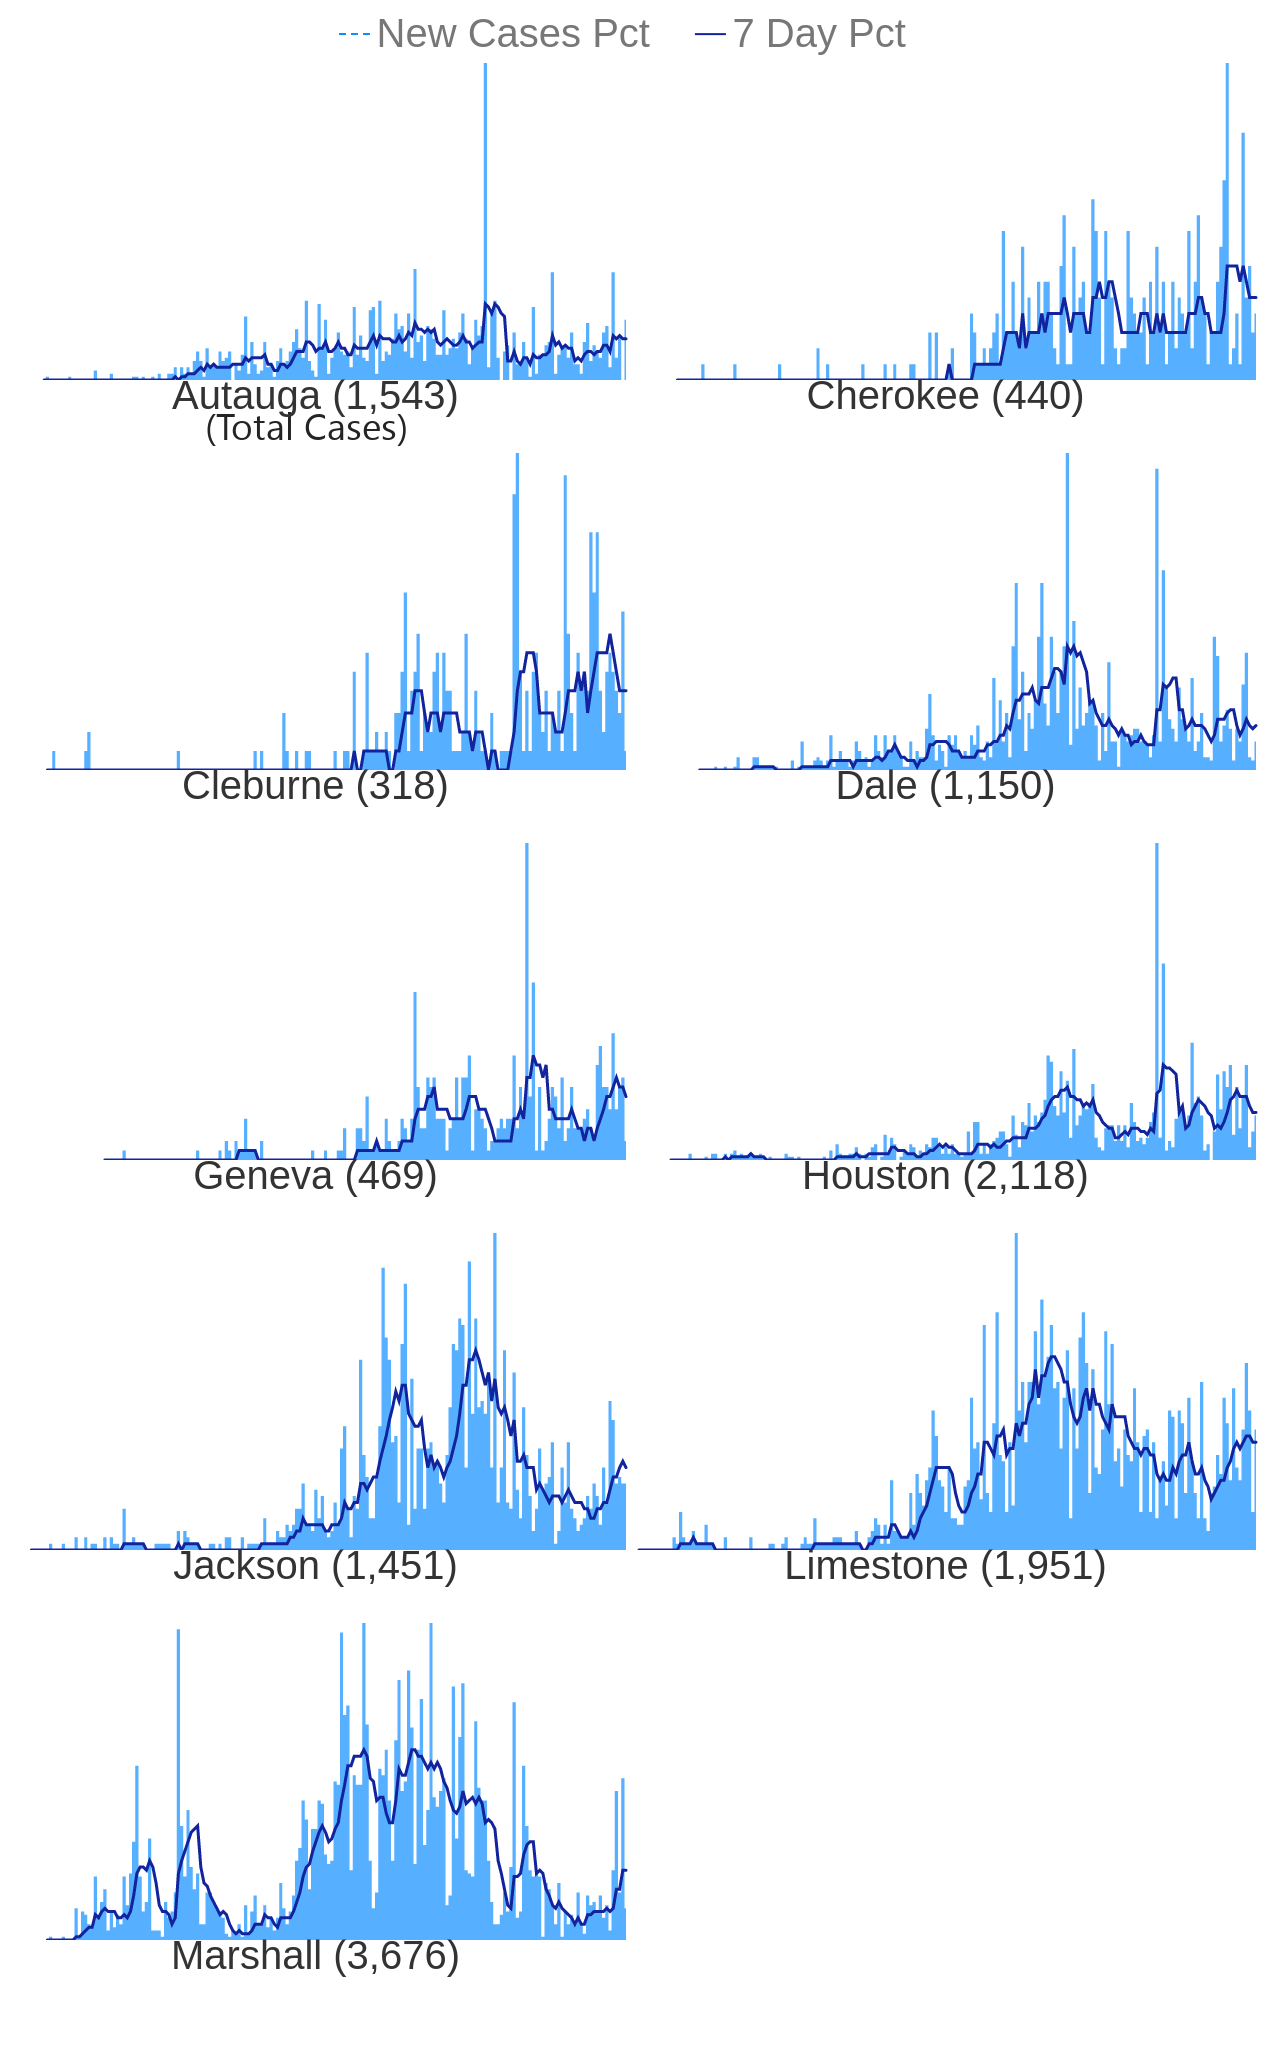 New Cases Pct 7 Day Pct
Autauga (1,543)
(Total Cases)
Cherokee (440)
Cleburne (318)
Dale (1,150)
Geneva (469)
Houston (2,118)
Jackson (1,451)
Limestone (1,951)
Marshall (3,676)